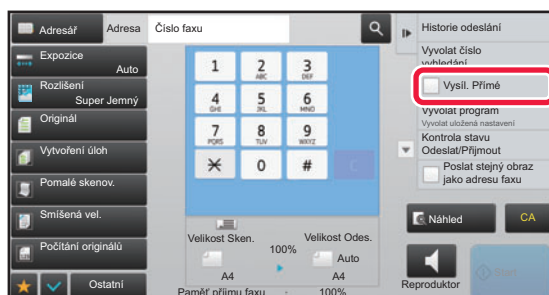 Adresář
Adresa
Číslo faxu
Expozice
Auto
Rozlišení
Super Jemný
Originál
Vytvoření úloh
Pomalé skenov.
Smíšená vel.
Počítání originálů
Ostatní
1
2
ABC
3
DEF
4
GHI
5
JKL
6
MNO
7
PQRS
8
TUV
9
WXYZ
0
#
C
Velikost Sken.
100%
Velikost Odes.
Auto
A4
A4
Paměť příjmu faxu : 100%
Historie odeslání
Vyvolat číslo
vyhledání
Vysíl. Přímé
Vyvolat program
Vyvolat uložená nastavení
Kontrola stavu
Odeslat/Přijmout
Poslat stejný obraz
jako adresu faxu
Náhled
CA
Reproduktor
Start